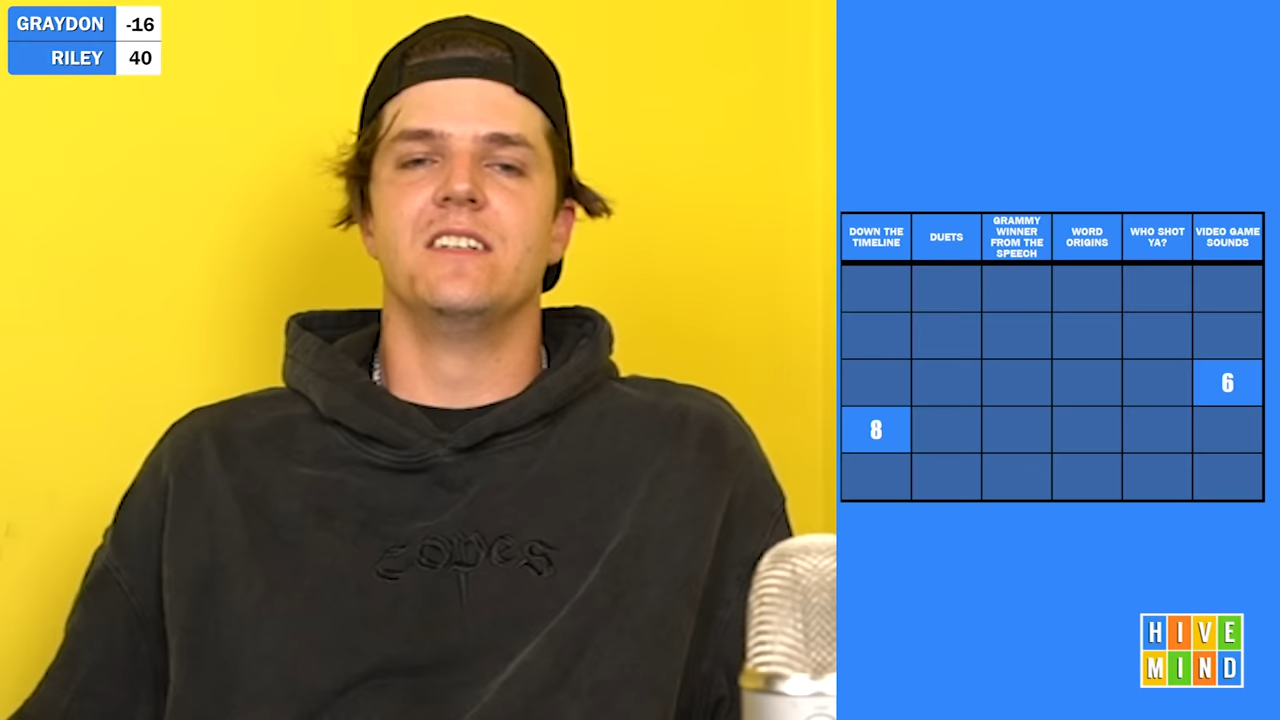 GRAYDON -16
RILEY 40
DOWN THE
TIMELINE
DUETS
GRAMMY
WINNER
FROM THE
SPEECH
WORD
ORIGINS
WHO SHOT
YA?
VIDEO GAME
SOUNDS
6
8
HIVE
MIND